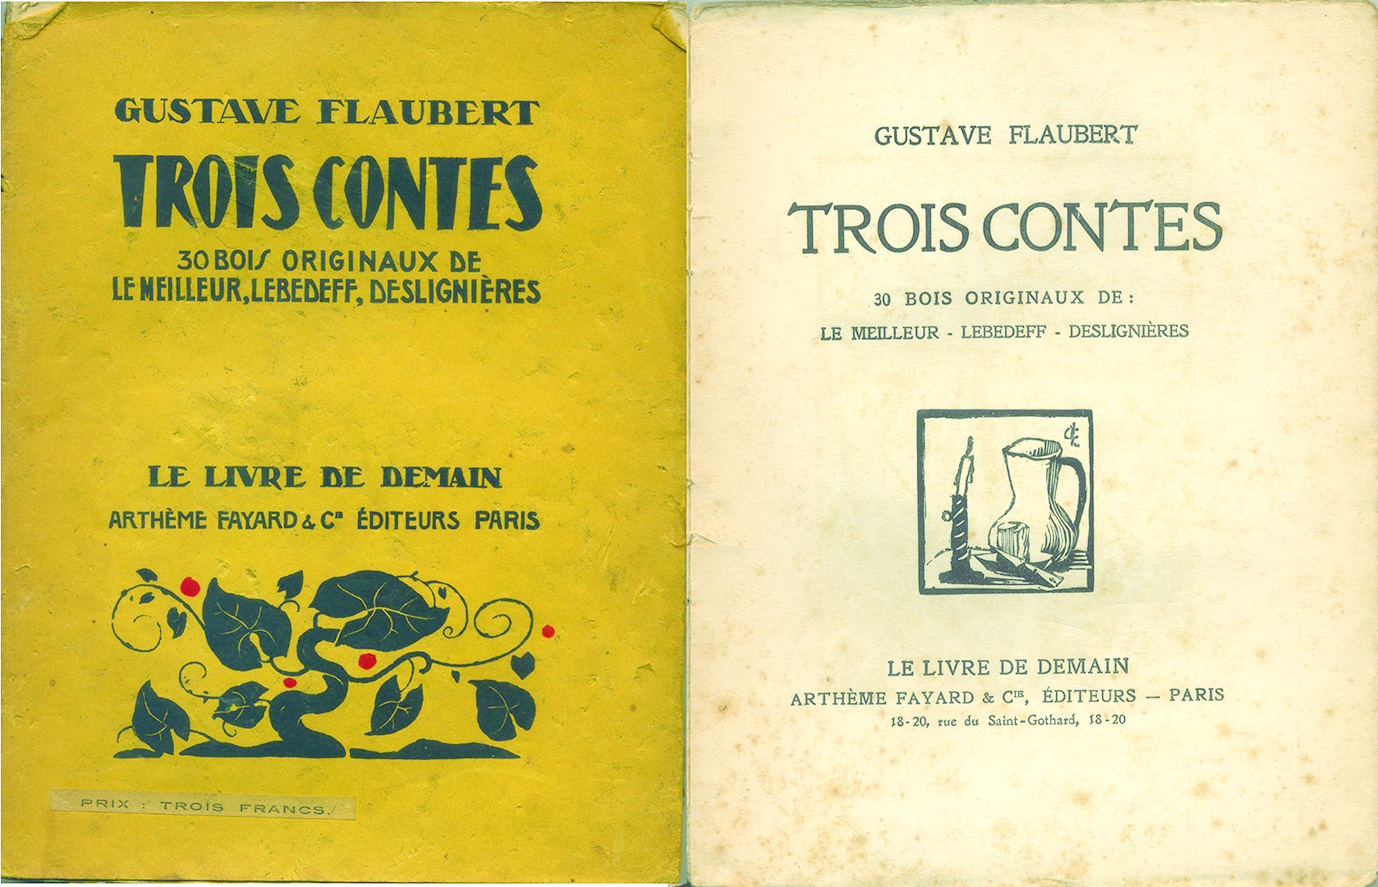 GUSTAVE FLAUBERT
TROIS CONTES
30 BOIS ORIGINAUX DE
LE MEILLEUR, LEBEDEFF, DESLIGNIÈRES
LE LIVRE DE DEMAIN
ARTHÈME FAYARD & Cie ÉDITEURS PARIS
PRIX : TROIS FRANCS.
GUSTAVE FLAUBERT
TROIS CONTES
30 BOIS ORIGINAUX DE :
LE MEILLEUR - LEBEDEFF - DESLIGNIÈRES
LE LIVRE DE DEMAIN
ARTHÈME FAYARD & CIE, ÉDITEURS — PARIS
18-20, rue du Saint-Gothard, 18-20